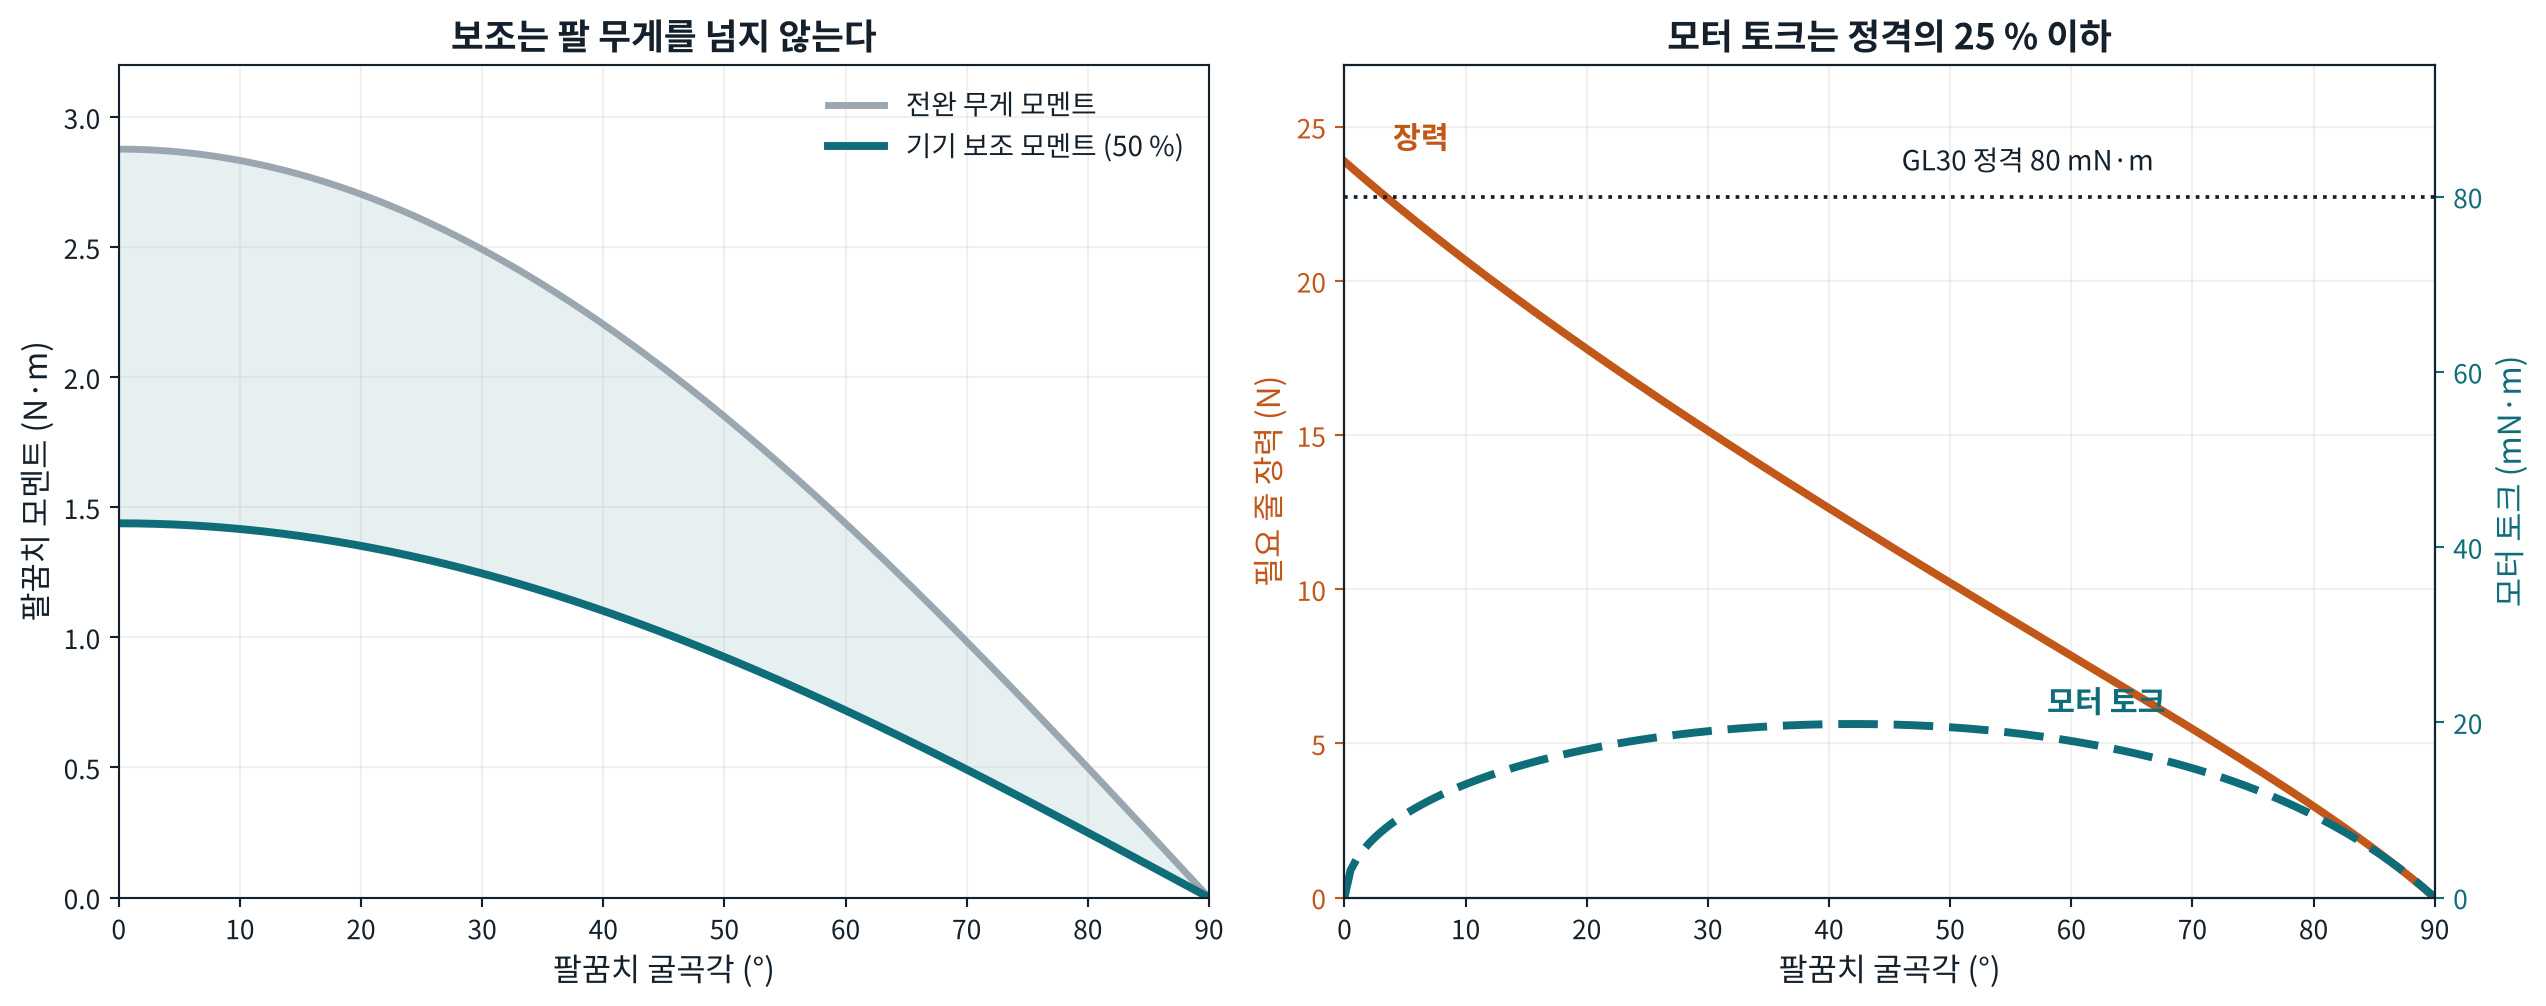 보조는 팔 무게를 넘지 않는다
전완 무게 모멘트
기기 보조 모멘트 (50 %)
팔꿈치 모멘트 (N·m)
3.0
2.5
2.0
1.5
1.0
0.5
0.0
0 10 20 30 40 50 60 70 80 90
팔꿈치 굴곡각 (°)
모터 토크는 정격의 25 % 이하
장력
GL30 정격 80 mN·m
모터 토크
필요 줄 장력 (N)
25
20
15
10
5
0
80
60
40
20
0
모터 토크 (mN·m)
0 10 20 30 40 50 60 70 80 90
팔꿈치 굴곡각 (°)